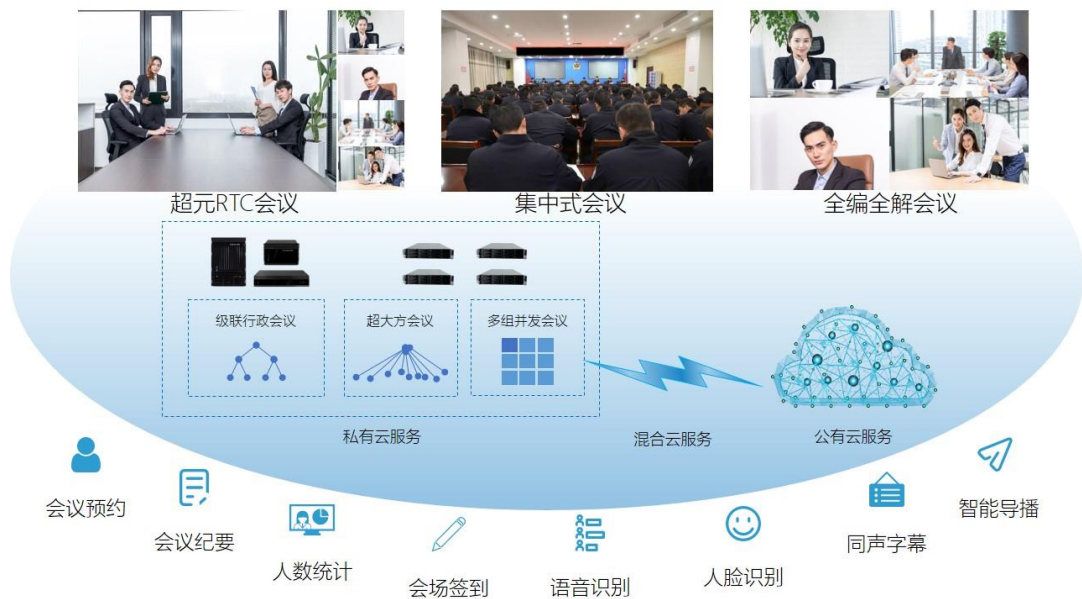 超元RTC会议
集中式会议
全编全解会议
级联行政会议
超大方会议
多组并发会议
私有云服务
混合云服务
公有云服务
会议预约
会议纪要
人数统计
会场签到
语音识别
人脸识别
同声字幕
智能导播